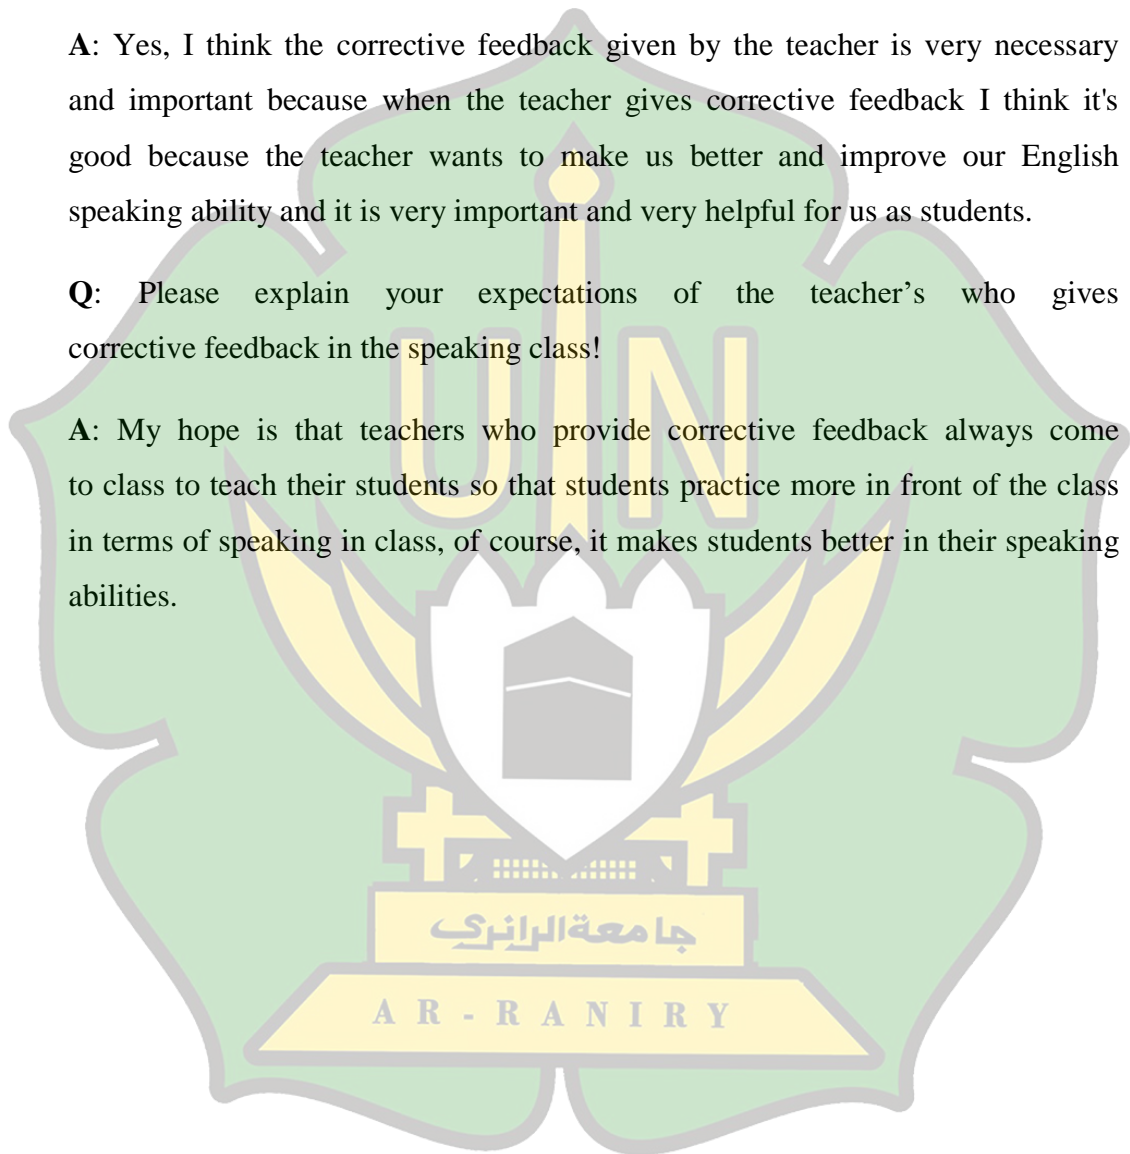 A: Yes, I think the corrective feedback given by the teacher is very necessary
and important because when the teacher gives corrective feedback I think it's
good because the teacher wants to make us better and improve our English
speaking ability and it is very important and very helpful for us as students.
Q: Please explain your expectations of the teacher’s who gives
corrective feedback in the speaking class!
A: My hope is that teachers who provide corrective feedback always come
to class to teach their students so that students practice more in front of the class
in terms of speaking in class, of course, it makes students better in their speaking
abilities.
UIN
جامعةالرانري
AR-RANIRY